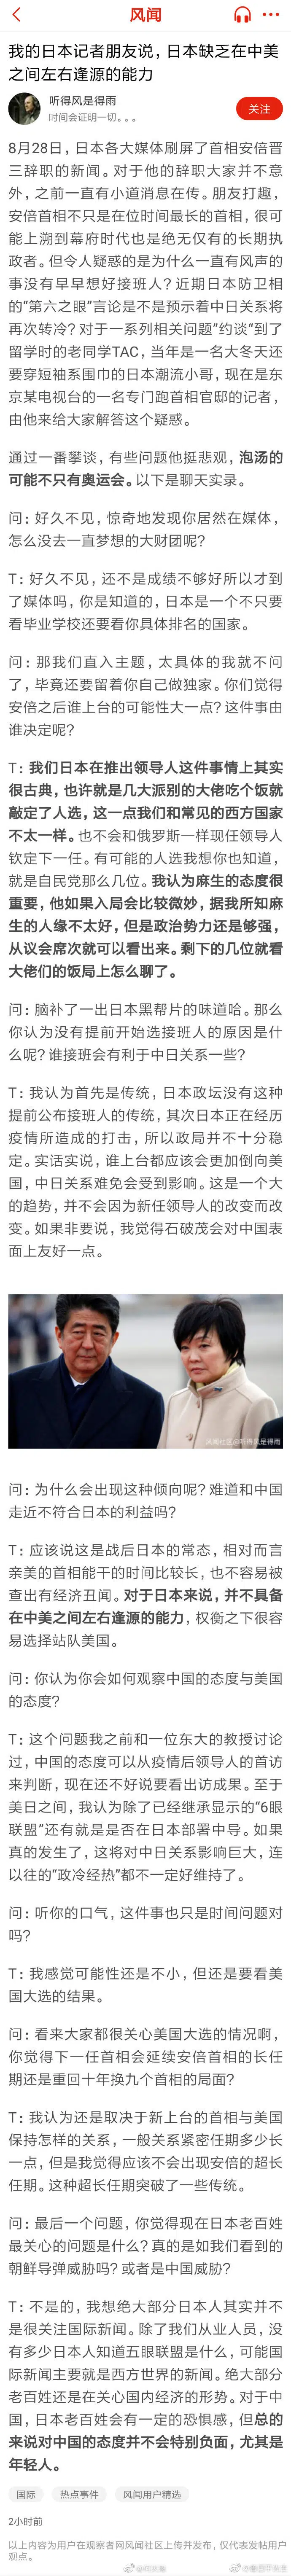 风闻
我的日本记者朋友说，日本缺乏在中美
之间左右逢源的能力
听得风是得雨
时间会证明一切。。。
关注
8月28日，日本各大媒体刷屏了首相安倍晋
三辞职的新闻。对于他的辞职大家并不意
外，之前一直有小道消息在传。朋友打趣，
安倍首相不只是在位时间最长的首相，很可
能上溯到幕府时代也是绝无仅有的长期执
政者。但令人疑惑的是为什么一直有风声的
事没有早早想好接班人？近期日本防卫相
的“第六之眼”言论是不是预示着中日关系将
再次转冷？对于一系列相关问题“约谈“到了
留学时的老同学TAC，当年是一名大冬天还
要穿短袖系围巾的日本潮流小哥，现在是东
京某电视台的一名专门跑首相官邸的记者，
由他来给大家解答这个疑惑。
通过一番攀谈，有些问题他挺悲观，泡汤的
可能不只有奥运会。以下是聊天实录。
问：好久不见，惊奇地发现你居然在媒体，
怎么没去一直梦想的大财团呢？
T：好久不见，还不是成绩不够好所以才到
了媒体吗，你是知道的，日本是一个不只要
看毕业学校还要看你具体排名的国家。
问：那我们直入主题，太具体的我就不问
了，毕竟还要留着你自己做独家。你们觉得
安倍之后谁上台的可能性大一点？这件事由
谁决定呢？
T：我们日本在推出领导人这件事情上其实
很古典，也许就是几大派别的大佬吃个饭就
敲定了人选，这一点我们和常见的西方国家
不太一样。也不会和俄罗斯一样现任领导人
钦定下一任。有可能的人选我想你也知道，
就是自民党那么几位。我认为麻生的态度很
重要，他如果入局会比较微妙，据我所知麻
生的人缘不太好，但是政治势力还是够强，
从议会席次就可以看出来。剩下的几位就看
大佬们的饭局上怎么聊了。
问：脑补了一出日本黑帮片的味道哈。那么
你认为没有提前开始选接班人的原因是什
么呢？谁接班会有利于中日关系一些？
T：我认为首先是传统，日本政坛没有这种
提前公布接班人的传统，其次日本正在经历
疫情所造成的打击，所以政局并不十分稳
定。实话实说，谁上台都应该会更加倒向美
国，中日关系难免会受到影响。这是一个大
的趋势，并不会因为新任领导人的改变而改
变。如果非要说，我觉得石破茂会对中国表
面上友好一点。
风闻社区@听得风是得雨
问：为什么会出现这种倾向呢？难道和中国
走近不符合日本的利益吗？
T：应该说这是战后日本的常态，相对而言
亲美的首相能干的时间比较长，也不容易被
查出有经济丑闻。对于日本来说，并不具备
在中美之间左右逢源的能力，权衡之下很容
易选择站队美国。
问：你认为你会如何观察中国的态度与美国
的态度？
T：这个问题我之前和一位东大的教授讨论
过，中国的态度可以从疫情后领导人的首访
来判断，现在还不好说要看出访成果。至于
美日之间，我认为除了已经继承显示的“6眼
联盟”还有就是是否在日本部署中导。如果
真的发生了，这将对中日关系影响巨大，连
以往的“政冷经热”都不一定好维持了。
问：听你的口气，这件事也只是时间问题对
吗？
T：我感觉可能性还是不小，但还是要看美
国大选的结果。
问：看来大家都很关心美国大选的情况啊，
你觉得下一任首相会延续安倍首相的长任
期还是重回十年换九个首相的局面？
T：我认为还是取决于新上台的首相与美国
保持怎样的关系，一般关系紧密任期多少长
一点，但是我觉得应该不会出现安倍的超长
任期。这种超长任期突破了一些传统。
问：最后一个问题，你觉得现在日本老百姓
最关心的问题是什么？真的是如我们看到的
朝鲜导弹威胁吗？或者是中国威胁？
T：不是的，我想绝大部分日本人其实并不
是很关注国际新闻。除了我们从业人员，没
有多少日本人知道五眼联盟是什么，可能国
际新闻主要就是西方世界的新闻。绝大部分
老百姓还是在关心国内经济的形势。对于中
国，日本老百姓会有一定的恐惧感，但总的
来说对中国的态度并不会特别负面，尤其是
年轻人。
国际
热点事件
风闻用户精选
2小时前
以上内容为用户在观察者网风闻社区上传并发布，仅代表发帖用户
观点。